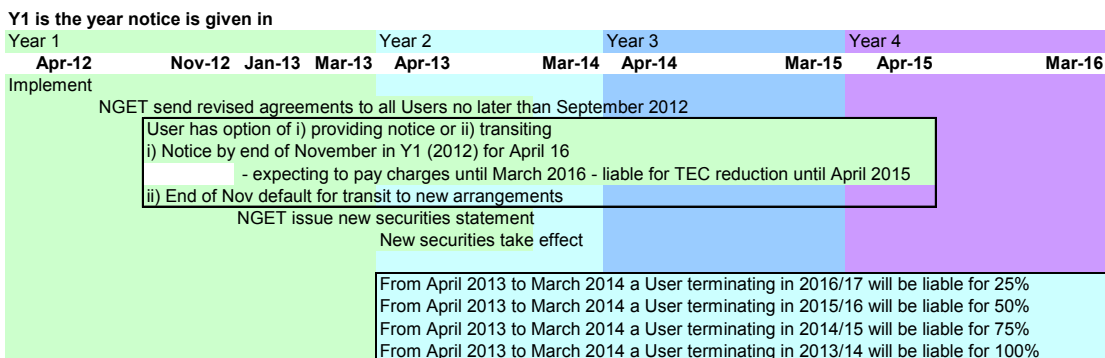 Y1 is the year notice is given in
Year 1 Year 2 Year 3 Year 4
Apr-12 Nov-12 Jan-13 Mar-13 Apr-13 Mar-14 Apr-14 Mar-15 Apr-15 Mar-16
Implement
NGET send revised agreements to all Users no later than September 2012
User has option of i) providing notice or ii) transiting
i) Notice by end of November in Y1 (2012) for April 16
- expecting to pay charges until March 2016 - liable for TEC reduction until April 2015
ii) End of Nov default for transit to new arrangements
NGET issue new securities statement
New securities take effect
From April 2013 to March 2014 a User terminating in 2016/17 will be liable for 25%
From April 2013 to March 2014 a User terminating in 2015/16 will be liable for 50%
From April 2013 to March 2014 a User terminating in 2014/15 will be liable for 75%
From April 2013 to March 2014 a User terminating in 2013/14 will be liable for 100%